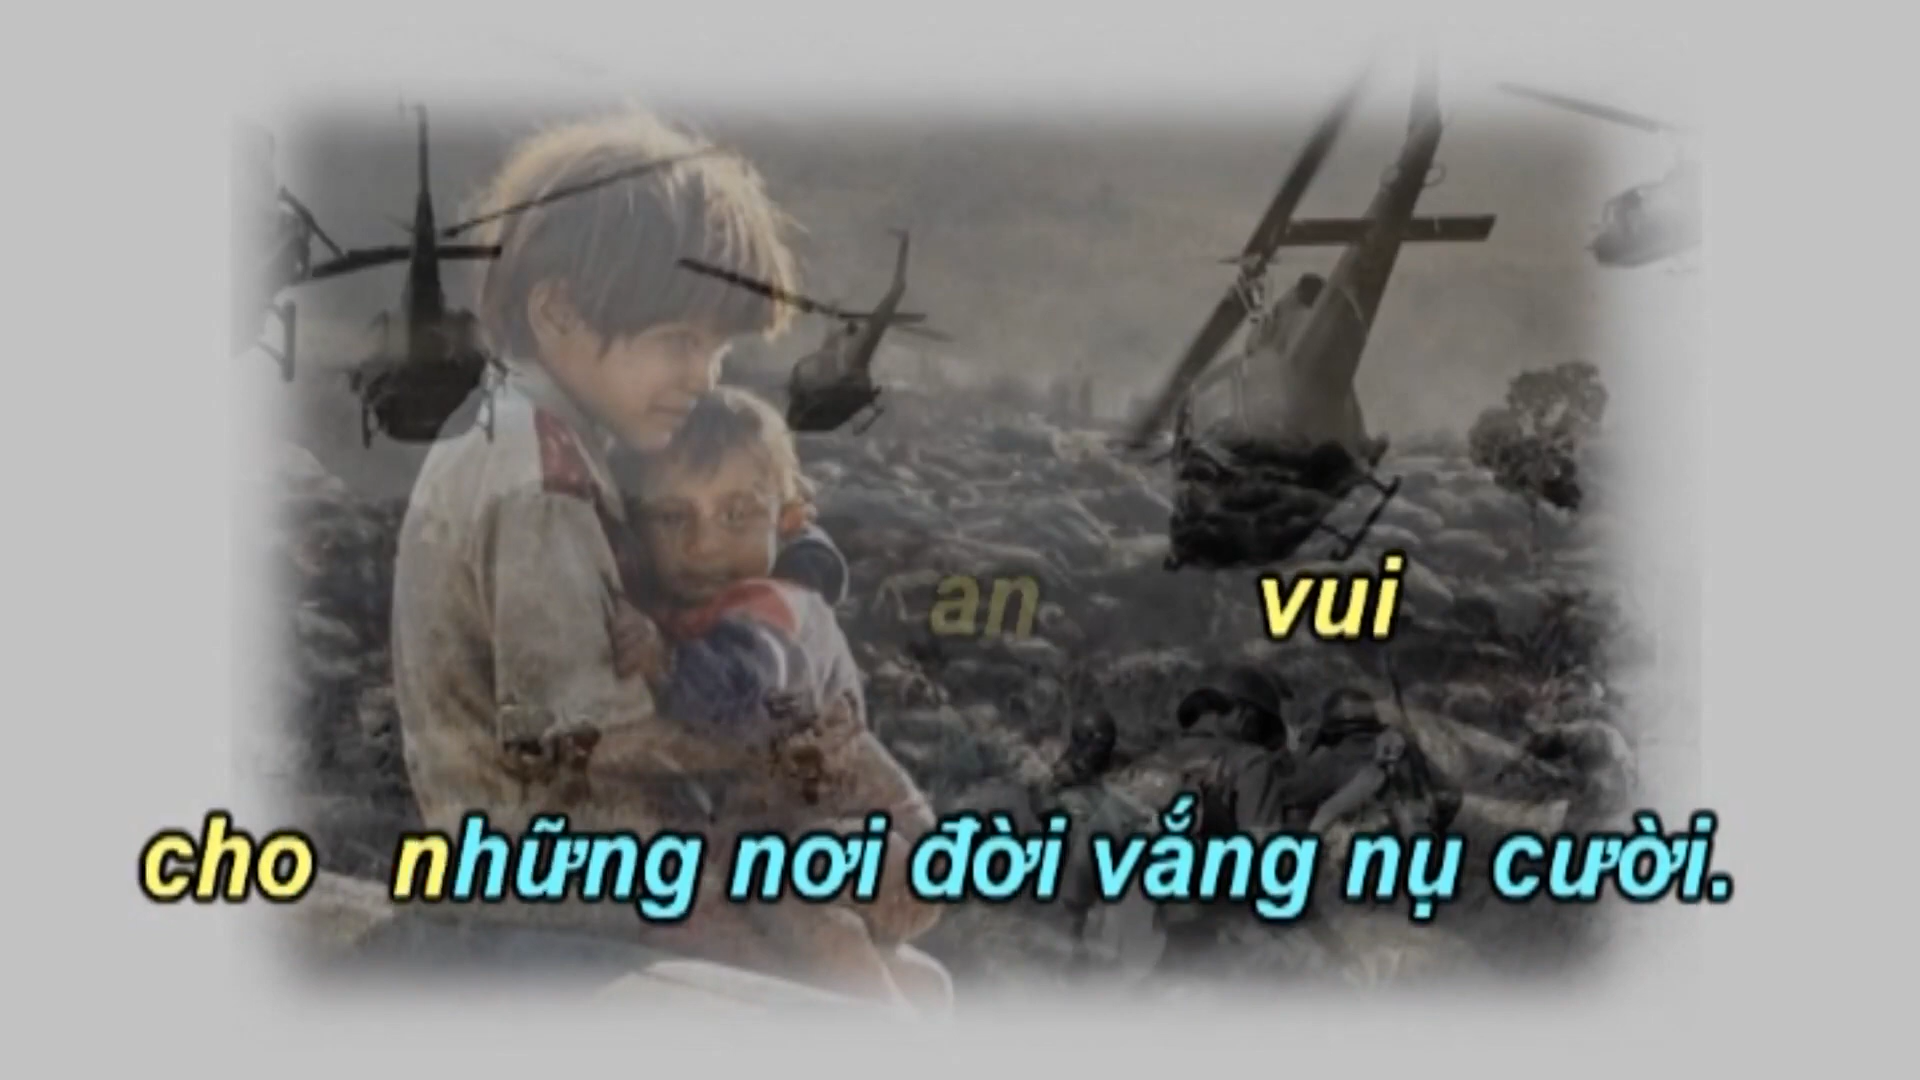 an vui
cho những nơi đời vắng nụ cười.